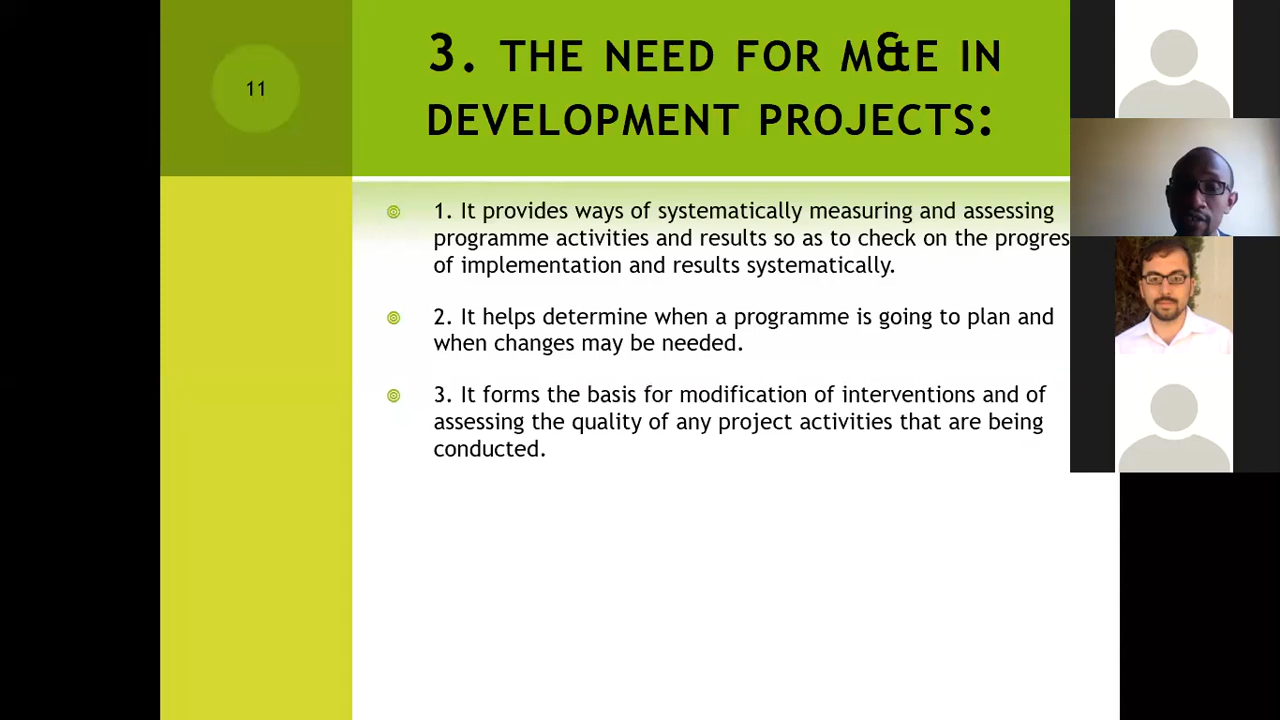 11
3. THE NEED FOR M&E IN
DEVELOPMENT PROJECTS:
1. It provides ways of systematically measuring and assessing
programme activities and results so as to check on the progres
of implementation and results systematically.
2. It helps determine when a programme is going to plan and
when changes may be needed.
3. It forms the basis for modification of interventions and of
assessing the quality of any project activities that are being
conducted.